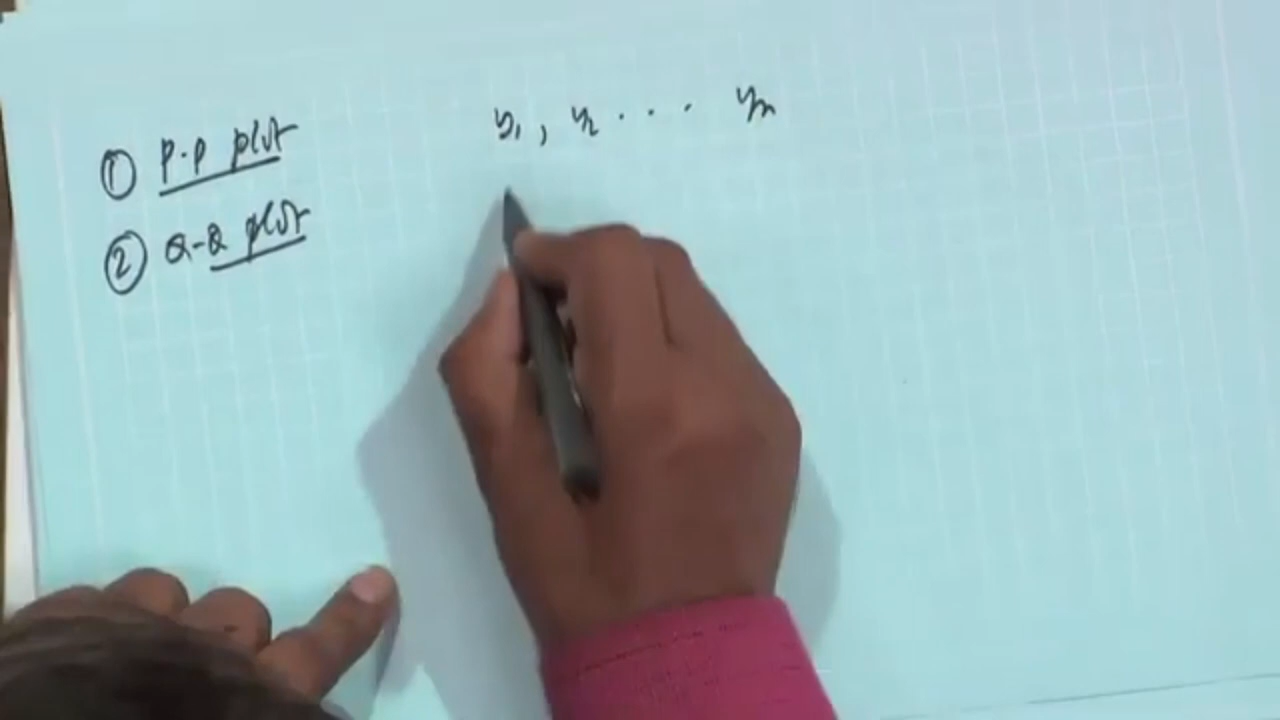 ① P-P plot
② Q-Q plot
y₁, y₂ . . . yₙ